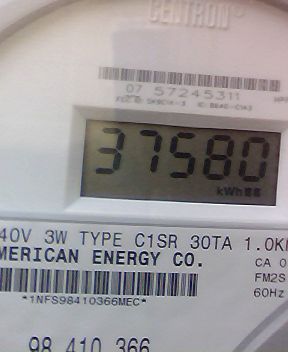 CENTRON®
07 57245311
37580
kWh
40V 3W TYPE C1SR 30TA 1.0K
MERICAN ENERGY CO.
CA 0
FM2S
60Hz
*1NFS98410366MEC*
98 410 366